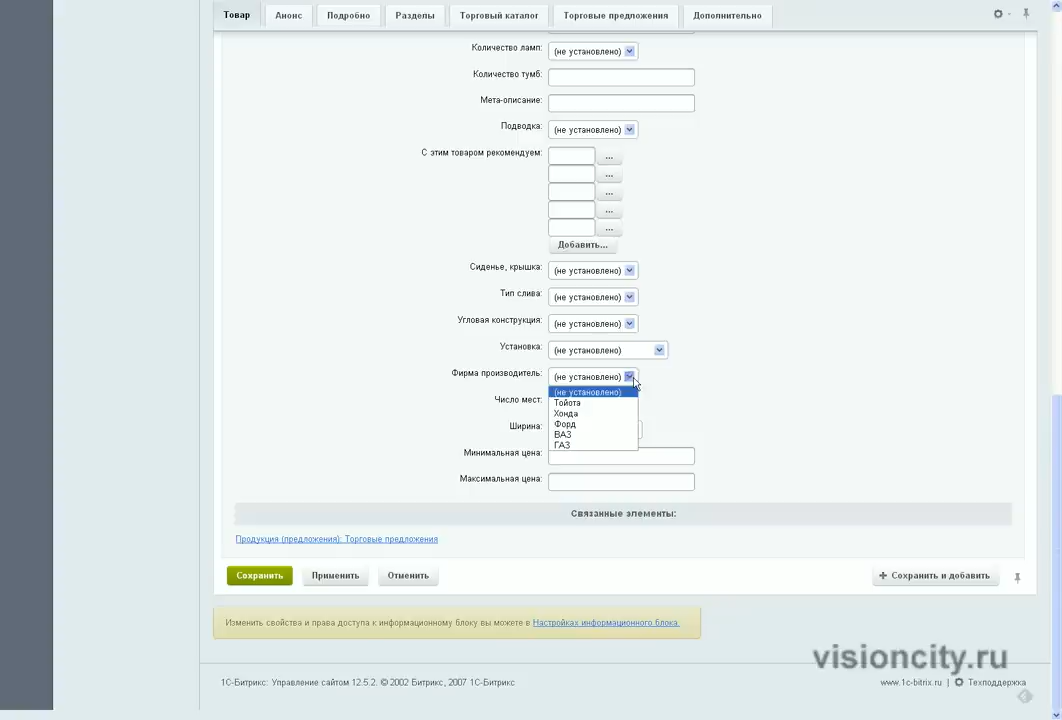 Товар Анонс Подробно Разделы Торговый каталог Торговые предложения Дополнительно
Количество ламп: (не установлено)
Количество тумб:
Мета-описание:
Подводка: (не установлено)
С этим товаром рекомендуем: ...
...
...
...
...
Добавить...
Сиденье, крышка: (не установлено)
Тип слива: (не установлено)
Угловая конструкция: (не установлено)
Установка: (не установлено)
Фирма производитель: (не установлено)
(не установлено)
Число мест:
Тойота
Хонда
Ширина:
Форд
ВАЗ
ГАЗ
Минимальная цена:
Максимальная цена:
Связанные элементы:
Продукция (предложения): Торговые предложения
Сохранить Применить Отменить + Сохранить и добавить
Изменить свойства и права доступа к информационному блоку вы можете в Настройках информационного блока.
visioncity.ru
1С-Битрикс: Управление сайтом 12.5.2. © 2002 Битрикс, 2007 1С-Битрикс www.1c-bitrix.ru | Техподдержка